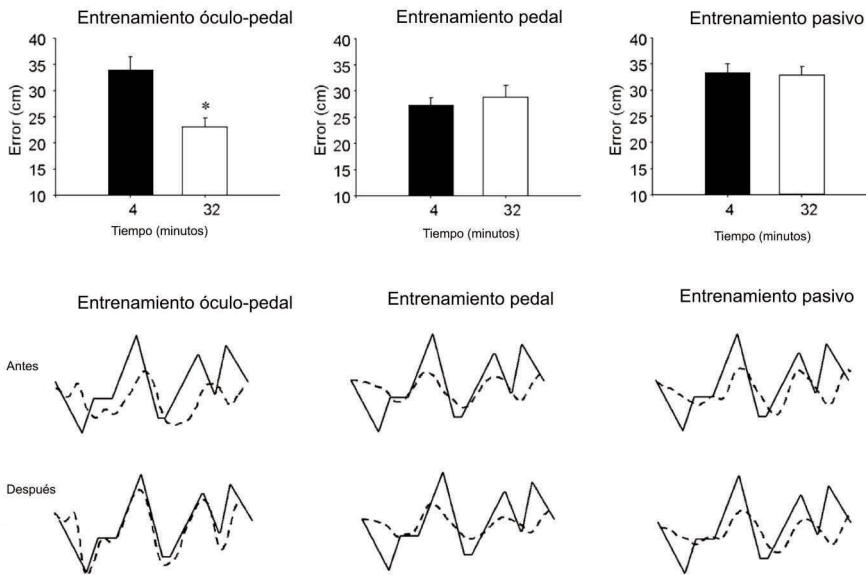 Entrenamiento óculo-pedal
Entrenamiento pedal
Entrenamiento pasivo
Error (cm)
40
35
30
25
20
15
10
*
4
32
Tiempo (minutos)
Error (cm)
40
35
30
25
20
15
10
4
32
Tiempo (minutos)
Error (cm)
40
35
30
25
20
15
10
4
32
Tiempo (minutos)
Entrenamiento óculo-pedal
Entrenamiento pedal
Entrenamiento pasivo
Antes
Después